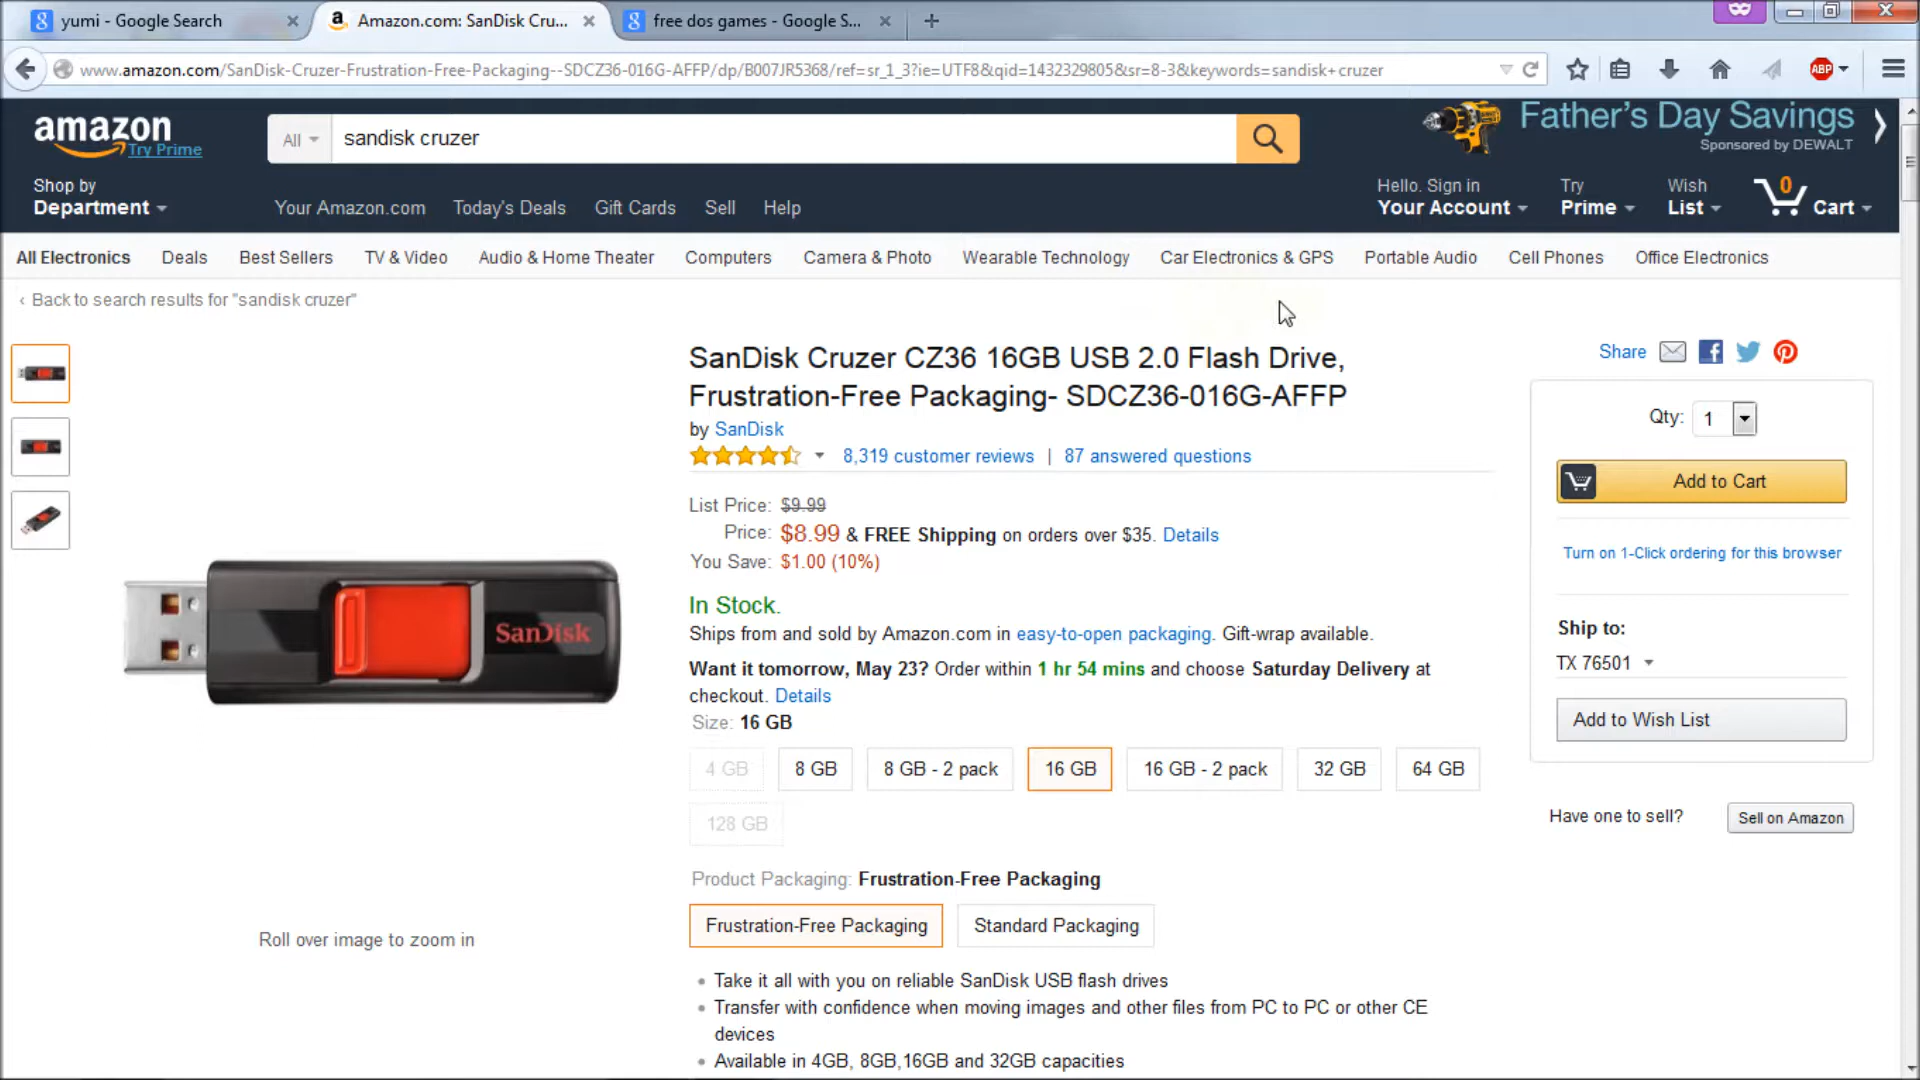 yumi - Google Search
Amazon.com: SanDisk Cru...
free dos games - Google S...
www.amazon.com/SanDisk-Cruzer-Frustration-Free-Packaging--SDCZ36-016G-AFFP/dp/B007JR5368/ref=sr_1_3?ie=UTF8&qid=1432329805&sr=8-3&keywords=sandisk+cruzer
ABP
amazon
Try Prime
All
sandisk cruzer
Father's Day Savings
Sponsored by DEWALT
Shop by
Department
Your Amazon.com
Today's Deals
Gift Cards
Sell
Help
Hello. Sign in
Your Account
Try
Prime
Wish
List
0
Cart
All Electronics
Deals
Best Sellers
TV & Video
Audio & Home Theater
Computers
Camera & Photo
Wearable Technology
Car Electronics & GPS
Portable Audio
Cell Phones
Office Electronics
‹ Back to search results for "sandisk cruzer"
SanDisk Cruzer CZ36 16GB USB 2.0 Flash Drive,
Frustration-Free Packaging- SDCZ36-016G-AFFP
by SanDisk
8,319 customer reviews | 87 answered questions
List Price: $9.99
Price: $8.99 & FREE Shipping on orders over $35. Details
You Save: $1.00 (10%)
In Stock.
Ships from and sold by Amazon.com in easy-to-open packaging. Gift-wrap available.
Want it tomorrow, May 23? Order within 1 hr 54 mins and choose Saturday Delivery at
checkout. Details
Size: 16 GB
4 GB
8 GB
8 GB - 2 pack
16 GB
16 GB - 2 pack
32 GB
64 GB
128 GB
Product Packaging: Frustration-Free Packaging
Frustration-Free Packaging
Standard Packaging
• Take it all with you on reliable SanDisk USB flash drives
• Transfer with confidence when moving images and other files from PC to PC or other CE
devices
• Available in 4GB, 8GB,16GB and 32GB capacities
SanDisk
Roll over image to zoom in
Share
Qty: 1
Add to Cart
Turn on 1-Click ordering for this browser
Ship to:
TX 76501
Add to Wish List
Have one to sell?
Sell on Amazon